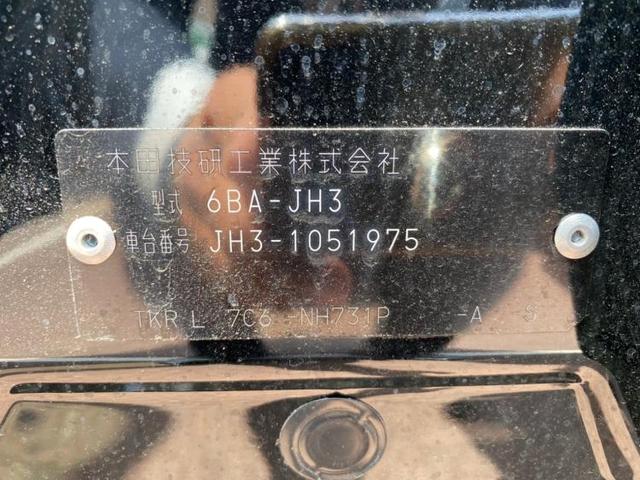 本田技研工業株式会社
型式 6BA-JH3
車台番号 JH3-1051975
TKR L 7C6 -NH731P -A S